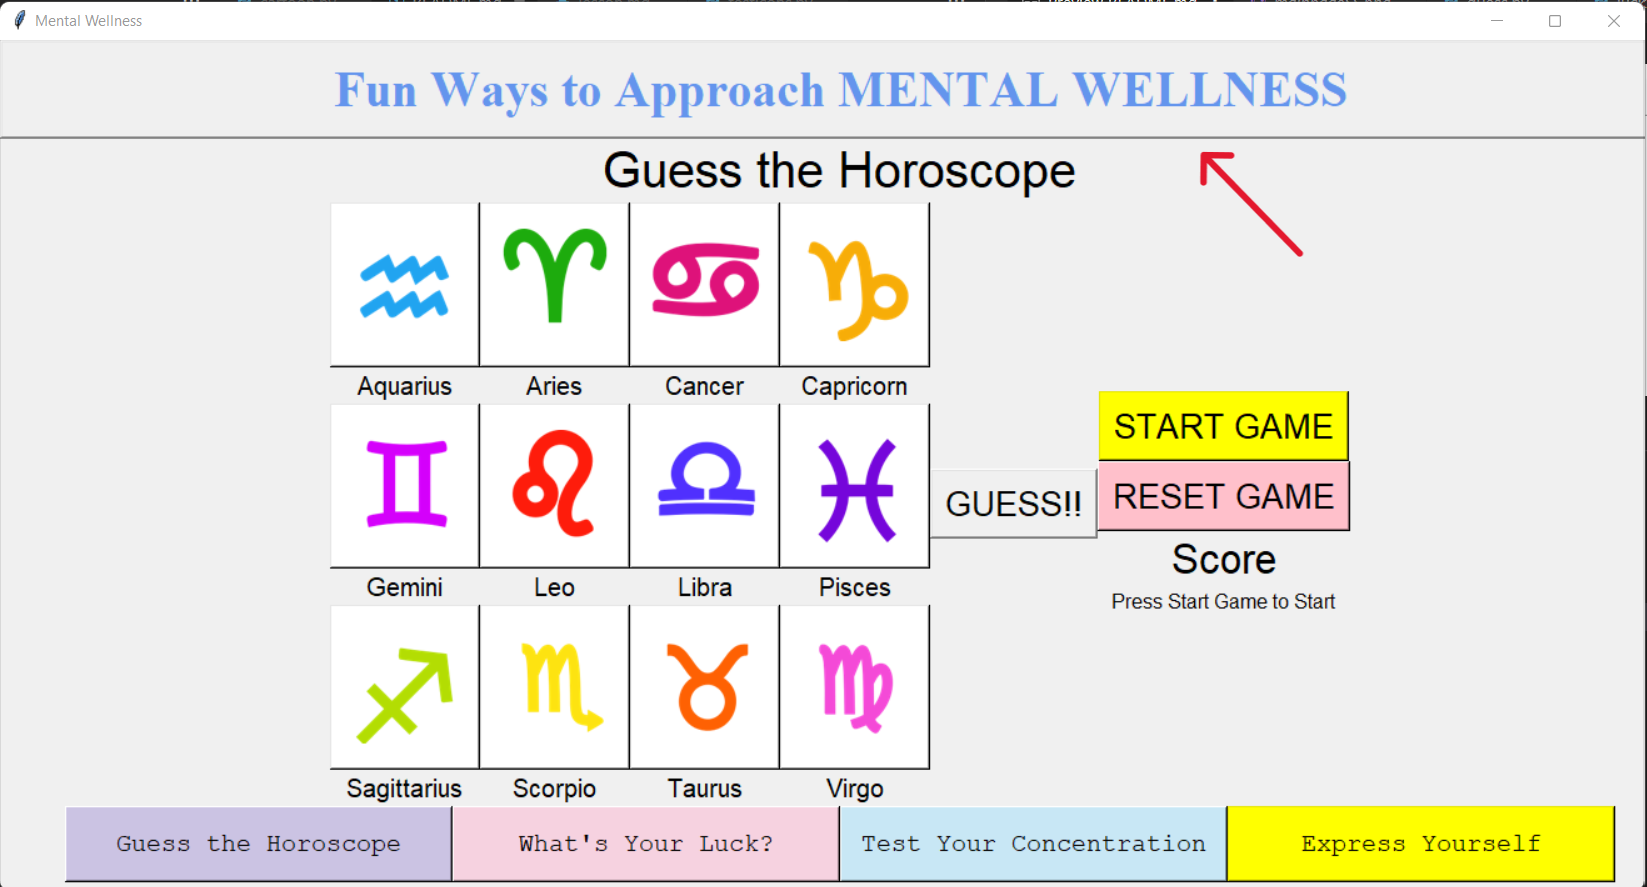 Mental Wellness
Fun Ways to Approach MENTAL WELLNESS
Guess the Horoscope
Aquarius Aries Cancer Capricorn
START GAME
GUESS!! RESET GAME
Score
Gemini Leo Libra Pisces
Press Start Game to Start
Sagittarius Scorpio Taurus Virgo
Guess the Horoscope What's Your Luck? Test Your Concentration Express Yourself